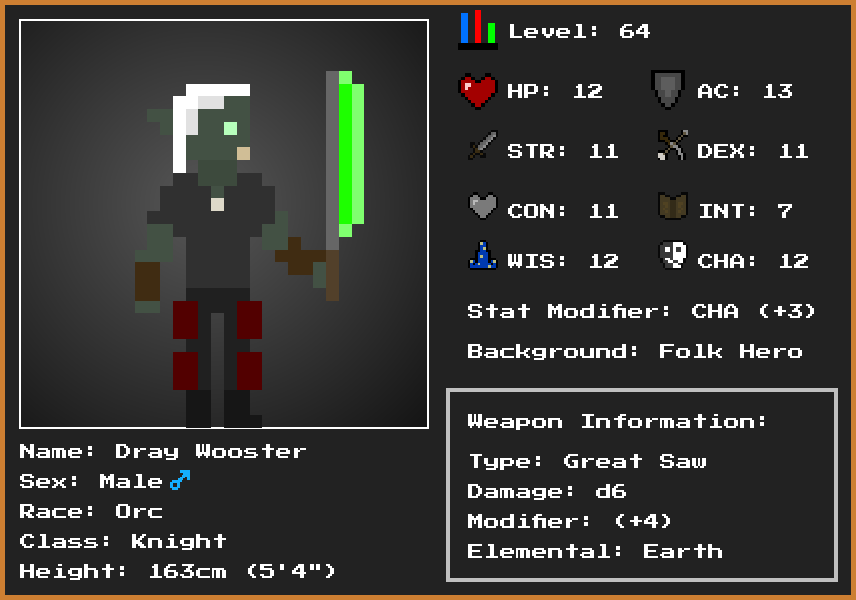 Level: 64
HP: 12 AC: 13
STR: 11 DEX: 11
CON: 11 INT: 7
WIS: 12 CHA: 12
Stat Modifier: CHA (+3)
Background: Folk Hero
Weapon Information:
Type: Great Saw
Damage: d6
Modifier: (+4)
Elemental: Earth
Name: Dray Wooster
Sex: Male♂
Race: Orc
Class: Knight
Height: 163cm (5'4")